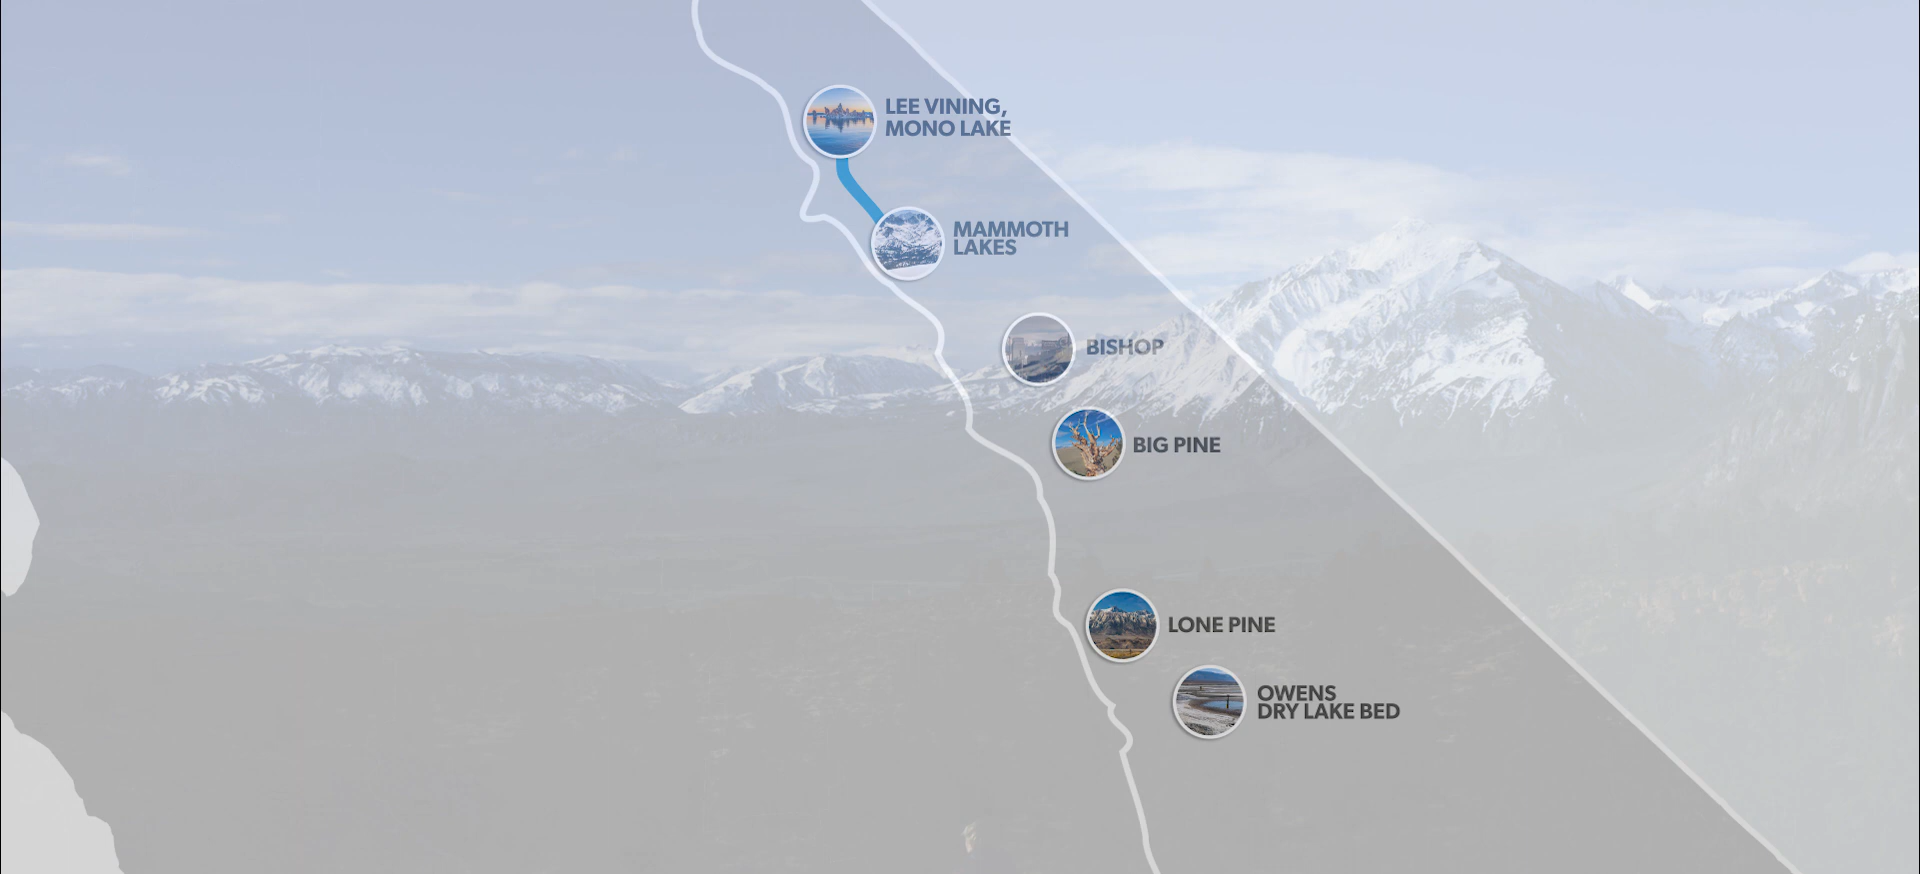 LEE VINING,
MONO LAKE
MAMMOTH
LAKES
BISHOP
BIG PINE
LONE PINE
OWENS
DRY LAKE BED